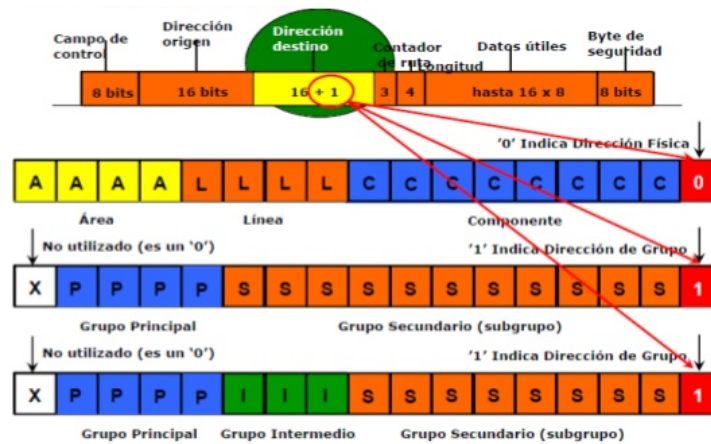 Campo de control
Dirección origen
Dirección destino
Contador de ruta
Longitud
Datos útiles
Byte de seguridad
8 bits 16 bits 16 + 1 3 4 hasta 16 x 8 8 bits
'0' Indica Dirección Física
A A A A L L L L C C C C C C C C 0
Área Línea Componente
No utilizado (es un '0') '1' Indica Dirección de Grupo
X P P P P S S S S S S S S S S S 1
Grupo Principal Grupo Secundario (subgrupo)
No utilizado (es un '0') '1' Indica Dirección de Grupo
X P P P P I I I S S S S S S S S 1
Grupo Principal Grupo Intermedio Grupo Secundario (subgrupo)